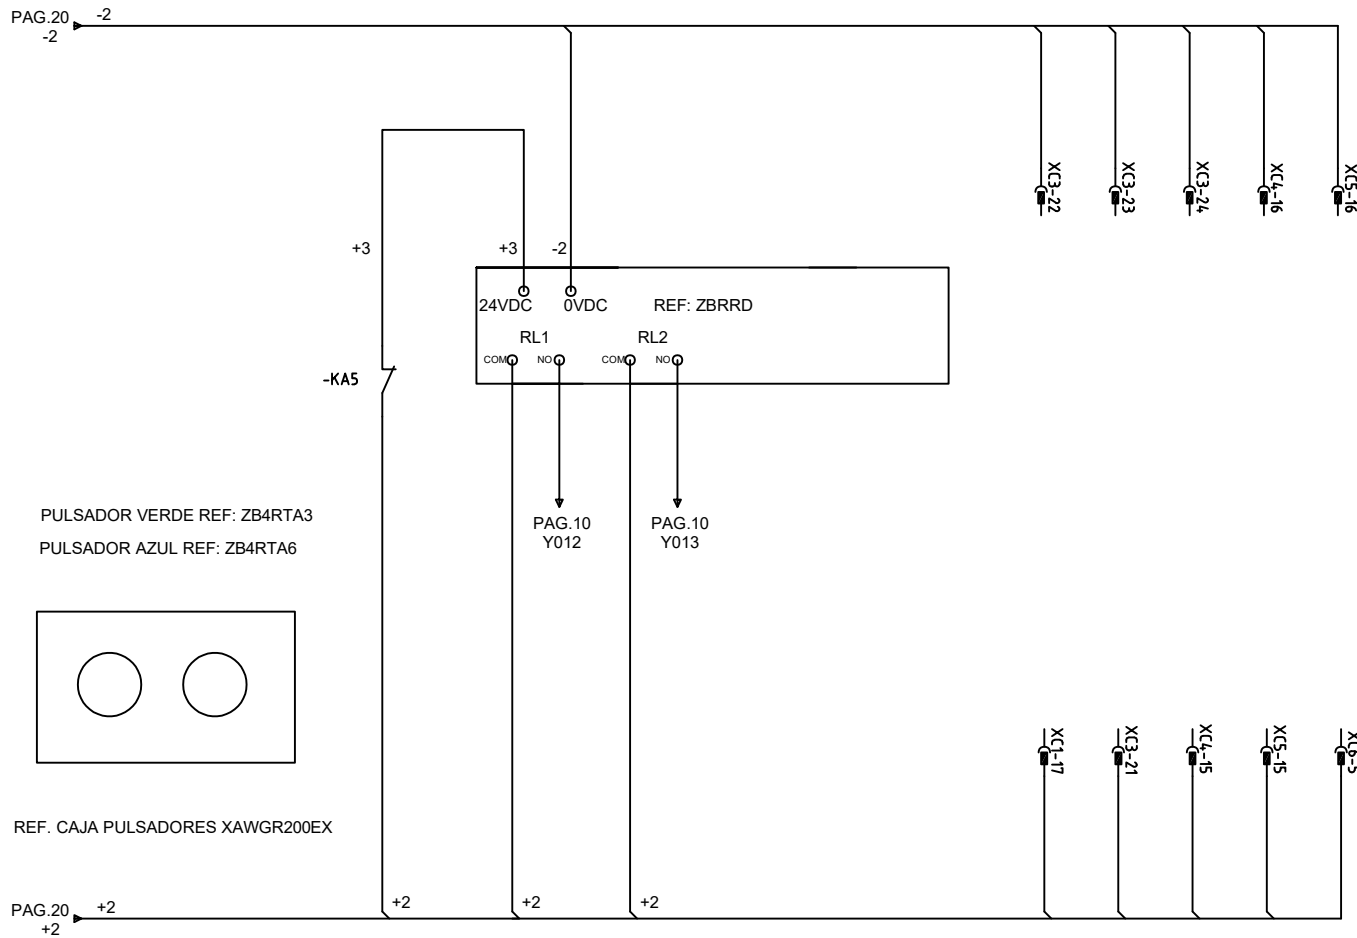 PAG.20
-2
-2
XC3-22
XC3-23
XC3-24
XC4-16
XC5-16
+3
+3
-2
24VDC
0VDC
REF: ZBRRD
RL1
RL2
COM
NO
COM
NO
-KA5
PULSADOR VERDE REF: ZB4RTA3
PULSADOR AZUL REF: ZB4RTA6
PAG.10
Y012
PAG.10
Y013
XC1-17
XC3-21
XC4-15
XC5-15
XC6-5
REF. CAJA PULSADORES XAWGR200EX
PAG.20
+2
+2
+2
+2
+2